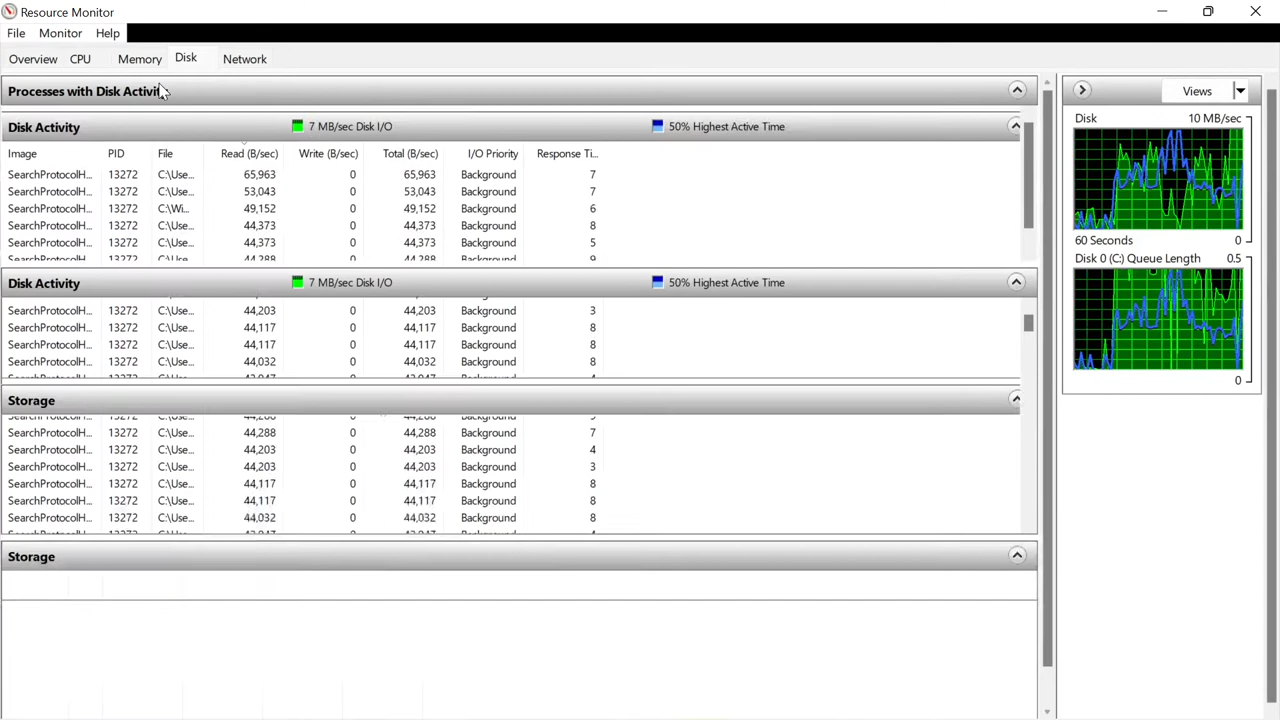 Resource Monitor
File Monitor Help
Overview CPU Memory Disk Network
Processes with Disk Activity
Views
Disk Activity 7 MB/sec Disk I/O 50% Highest Active Time
Disk 10 MB/sec
Image PID File Read (B/sec) Write (B/sec) Total (B/sec) I/O Priority Response Ti...
SearchProtocolH... 13272 C:\Use... 65,963 0 65,963 Background 7
SearchProtocolH... 13272 C:\Use... 53,043 0 53,043 Background 7
SearchProtocolH... 13272 C:\Wi... 49,152 0 49,152 Background 6
SearchProtocolH... 13272 C:\Use... 44,373 0 44,373 Background 8
SearchProtocolH... 13272 C:\Use... 44,373 0 44,373 Background 5
60 Seconds 0
SearchProtocolH... 13272 C:\Use... 44,288 0 44,288 Background 9
Disk 0 (C:) Queue Length 0.5
Disk Activity 7 MB/sec Disk I/O 50% Highest Active Time
SearchProtocolH... 13272 C:\Use... 44,203 0 44,203 Background 3
SearchProtocolH... 13272 C:\Use... 44,117 0 44,117 Background 8
SearchProtocolH... 13272 C:\Use... 44,117 0 44,117 Background 8
SearchProtocolH... 13272 C:\Use... 44,032 0 44,032 Background 8
0
Storage
SearchProtocolH... 13272 C:\Use... 44,288 0 44,288 Background 7
SearchProtocolH... 13272 C:\Use... 44,203 0 44,203 Background 4
SearchProtocolH... 13272 C:\Use... 44,203 0 44,203 Background 3
SearchProtocolH... 13272 C:\Use... 44,117 0 44,117 Background 8
SearchProtocolH... 13272 C:\Use... 44,117 0 44,117 Background 8
SearchProtocolH... 13272 C:\Use... 44,032 0 44,032 Background 8
Storage